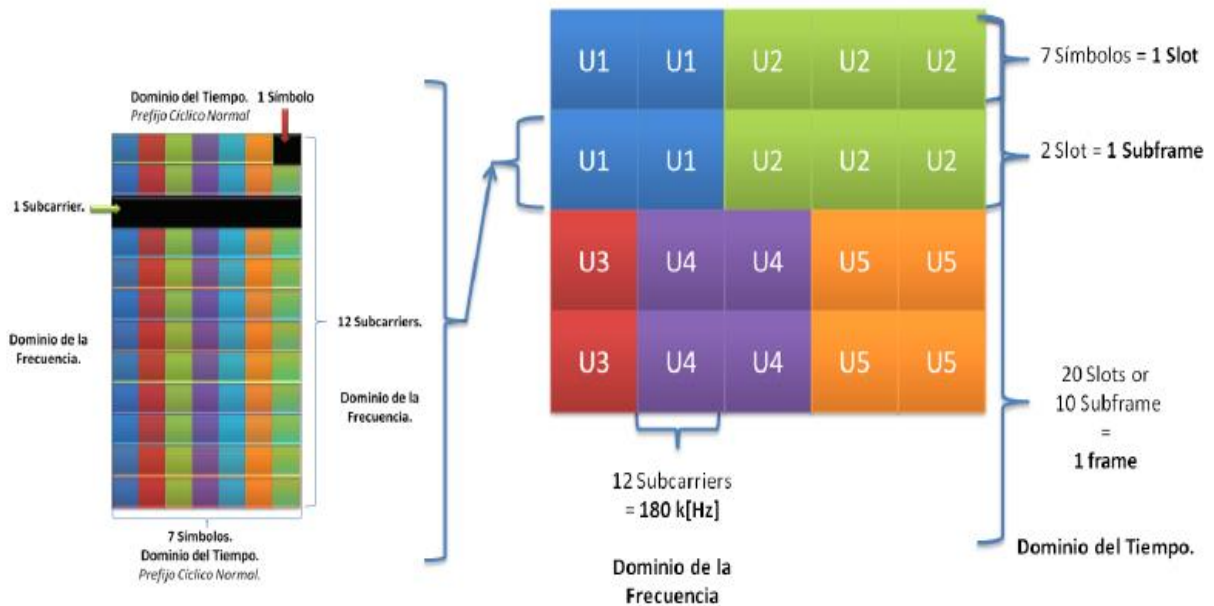 Dominio del Tiempo. 1 Símbolo
Prefijo Cíclico Normal
1 Subcarrier.
12 Subcarriers.
Dominio de la
Frecuencia.
Dominio de la
Frecuencia.
7 Simbolos.
Dominio del Tiempo.
Prefijo Cíclico Normal.
U1 U1 U2 U2 U2
U1 U1 U2 U2 U2
U3 U4 U4 U5 U5
U3 U4 U4 U5 U5
12 Subcarriers
= 180 k[Hz]
Dominio de la
Frecuencia
7 Símbolos = 1 Slot
2 Slot = 1 Subframe
20 Slots or
10 Subframe
=
1 frame
Dominio del Tiempo.